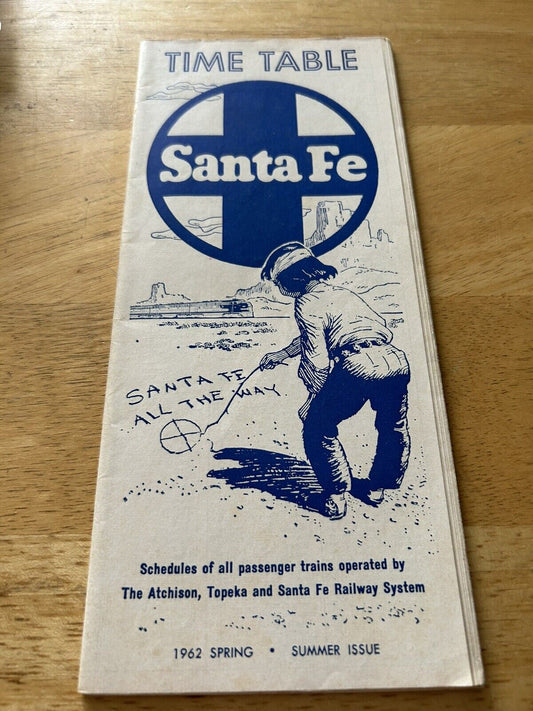 TIME TABLE
Santa Fe
SANTA FE
ALL THE WAY
Schedules of all passenger trains operated by
The Atchison, Topeka and Santa Fe Railway System
1962 SPRING • SUMMER ISSUE